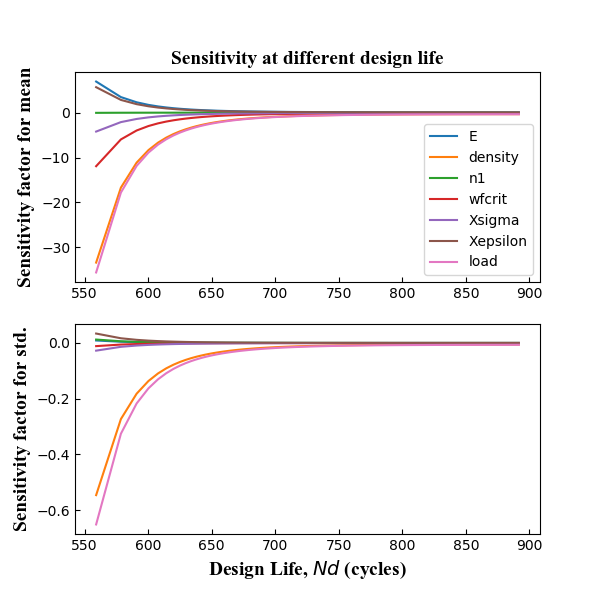 Sensitivity at different design life
Sensitivity factor for mean
0
−10
−20
−30
E
density
n1
wfcrit
Xsigma
Xepsilon
load
550 600 650 700 750 800 850 900
Sensitivity factor for std.
0.0
−0.2
−0.4
−0.6
550 600 650 700 750 800 850 900
Design Life, Nd (cycles)